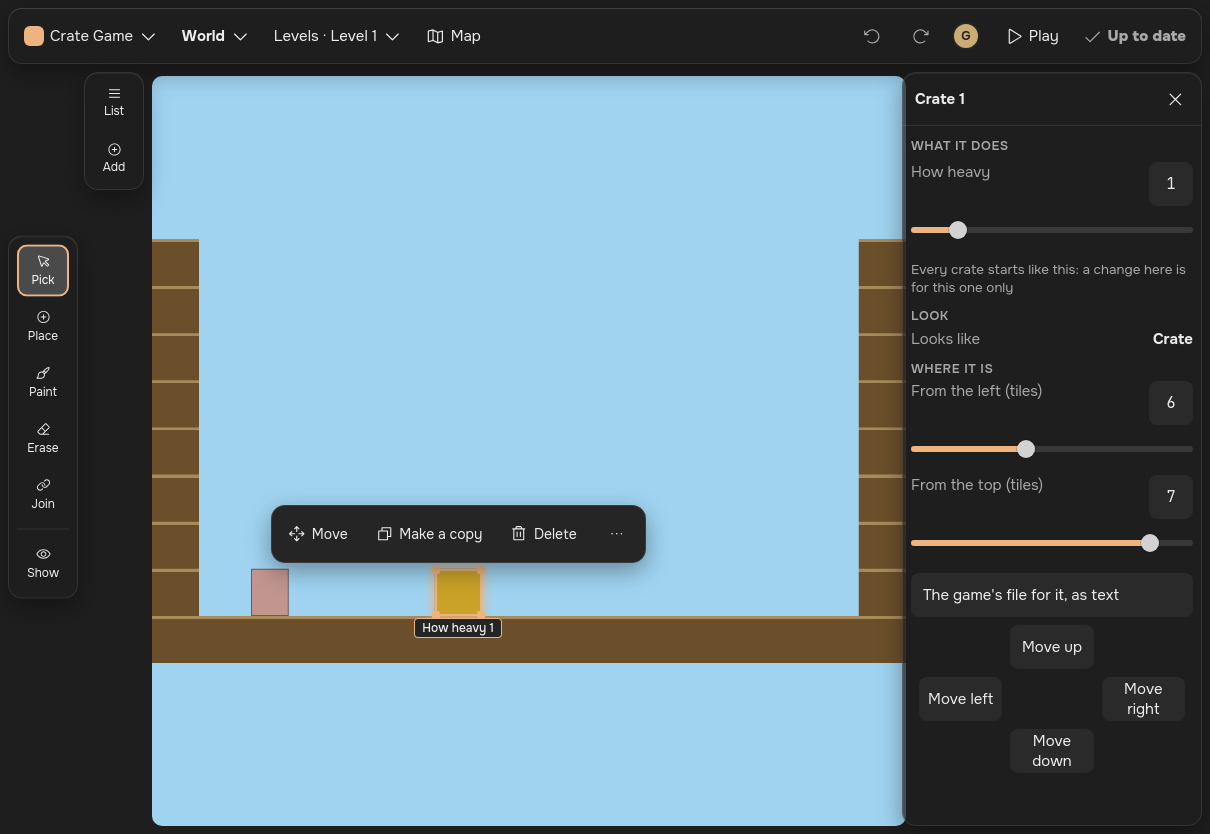 Crate Game
World
Levels · Level 1
Map
G
Play
Up to date
List
Add
Pick
Place
Paint
Erase
Join
Show
Move
Make a copy
Delete
···
How heavy 1
Crate 1
WHAT IT DOES
How heavy
1
Every crate starts like this: a change here is
for this one only
LOOK
Looks like
Crate
WHERE IT IS
From the left (tiles)
6
From the top (tiles)
7
The game's file for it, as text
Move up
Move left
Move
right
Move
down